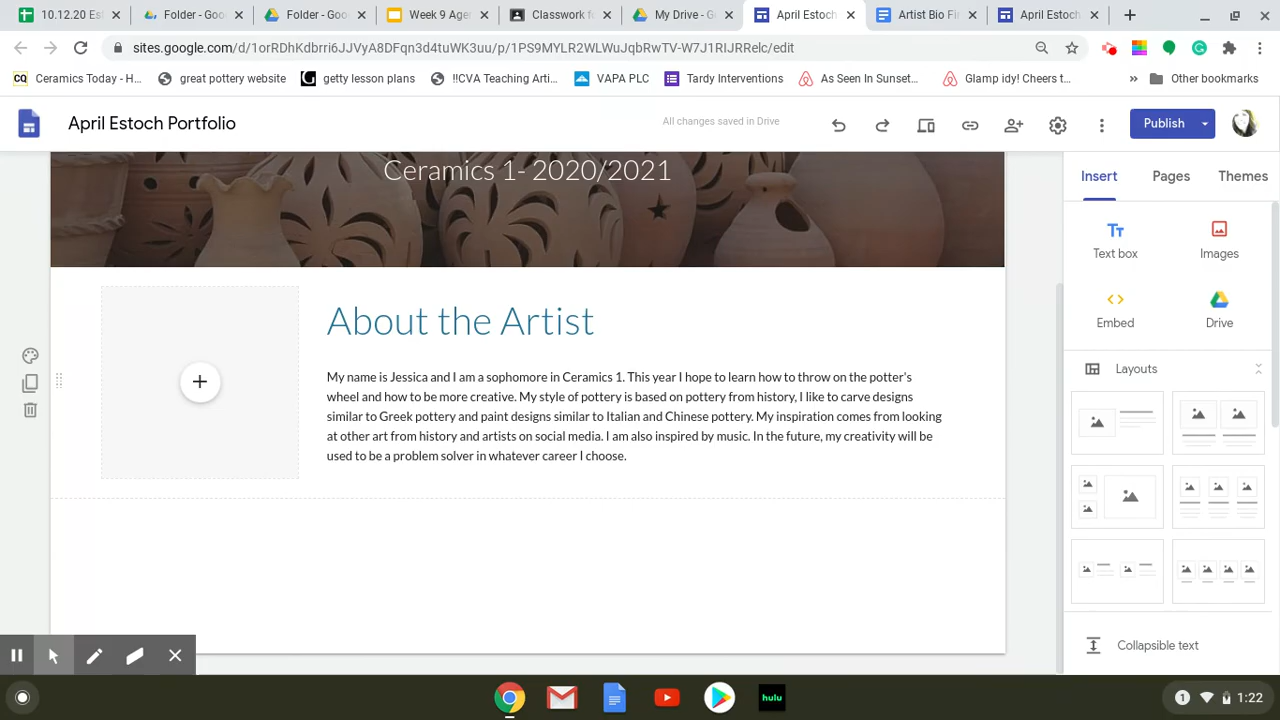 10.12.20 Est
Folder - Portfo
Folder - Goo
Week 9 Ager
Classwork fo
My Drive - G
April Estoch
Artist Bio Fi
April Estoch
sites.google.com/d/1orRDhKdbrri6JJVyA8DFqn3d4tuWK3uu/p/1PS9MYLR2WLWuJqbRwTV-W7J1RIJRRelc/edit
Ceramics Today - H...
great pottery website
getty lesson plans
!!CVA Teaching Arti...
VAPA PLC
Tardy Interventions
As Seen In Sunset...
Glamp idy! Cheers t...
»
Other bookmarks
April Estoch Portfolio
All changes saved in Drive
Publish
Ceramics 1- 2020/2021
About the Artist
My name is Jessica and I am a sophomore in Ceramics 1. This year I hope to learn how to throw on the potter's
wheel and how to be more creative. My style of pottery is based on pottery from history, I like to carve designs
similar to Greek pottery and paint designs similar to Italian and Chinese pottery. My inspiration comes from looking
at other art from history and artists on social media. I am also inspired by music. In the future, my creativity will be
used to be a problem solver in whatever career I choose.
Insert
Pages
Themes
Text box
Images
Embed
Drive
Layouts
Collapsible text
hulu
1
1:22